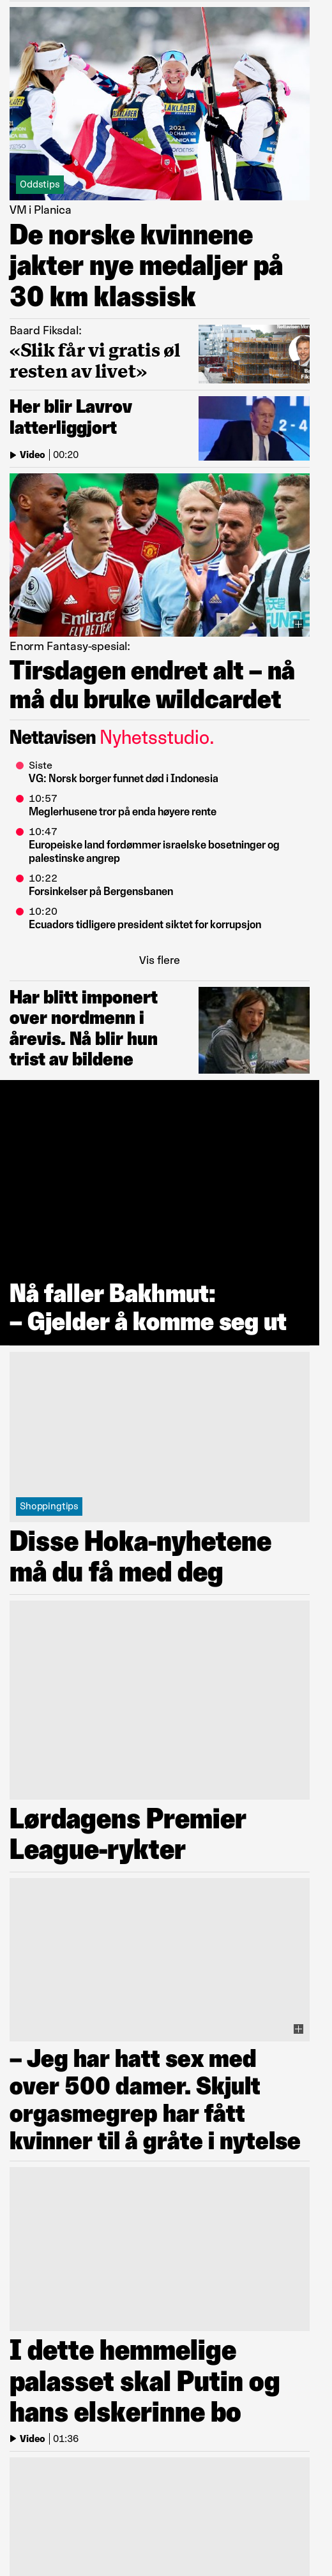 2021
Oddstips
VM i Planica
De norske kvinnene
jakter nye medaljer på
30 km klassisk
Baard Fiksdal:
«Slik får vi gratis øl
resten av livet»
Her blir Lavrov
latterliggjort
Video 00:20
2 - 4
Emirates
FLY BETTER
Enorm Fantasy-spesial:
Tirsdagen endret alt – nå
må du bruke wildcardet
Nettavisen Nyhetsstudio.
Siste
VG: Norsk borger funnet død i Indonesia
10:57
Meglerhusene tror på enda høyere rente
10:47
Europeiske land fordømmer israelske bosetninger og
palestinske angrep
10:22
Forsinkelser på Bergensbanen
10:20
Ecuadors tidligere president siktet for korrupsjon
Vis flere
Har blitt imponert
over nordmenn i
årevis. Nå blir hun
trist av bildene
Nå faller Bakhmut:
– Gjelder å komme seg ut
Shoppingtips
Disse Hoka-nyhetene
må du få med deg
Lørdagens Premier
League-rykter
– Jeg har hatt sex med
over 500 damer. Skjult
orgasmegrep har fått
kvinner til å gråte i nytelse
I dette hemmelige
palasset skal Putin og
hans elskerinne bo
Video 01:36